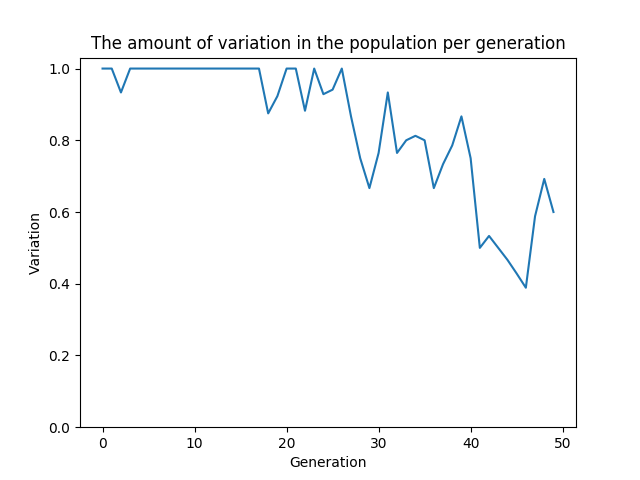 The amount of variation in the population per generation
1.0
0.8
0.6
0.4
0.2
0.0
Variation
0 10 20 30 40 50
Generation